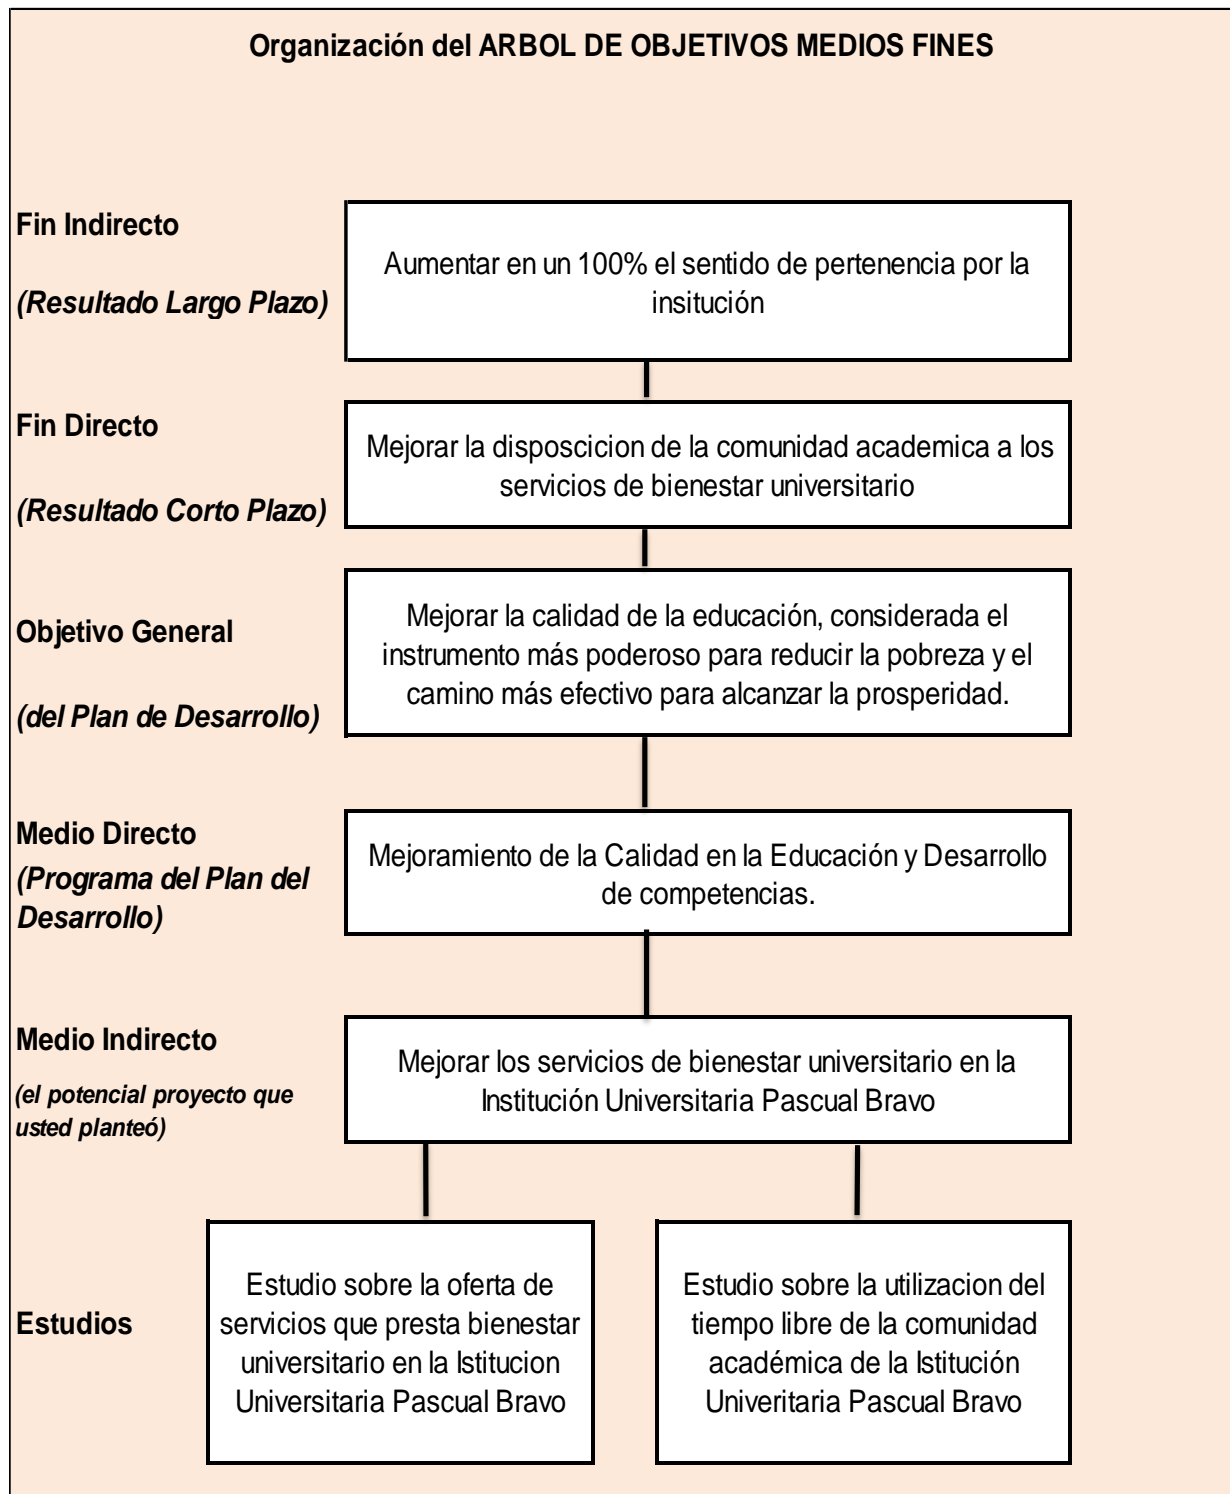 Organización del ARBOL DE OBJETIVOS MEDIOS FINES
Fin Indirecto
(Resultado Largo Plazo)
Aumentar en un 100% el sentido de pertenencia por la
insitución
Fin Directo
(Resultado Corto Plazo)
Mejorar la disposcicion de la comunidad academica a los
servicios de bienestar universitario
Objetivo General
(del Plan de Desarrollo)
Mejorar la calidad de la educación, considerada el
instrumento más poderoso para reducir la pobreza y el
camino más efectivo para alcanzar la prosperidad.
Medio Directo
(Programa del Plan del
Desarrollo)
Mejoramiento de la Calidad en la Educación y Desarrollo
de competencias.
Medio Indirecto
(el potencial proyecto que
usted planteó)
Mejorar los servicios de bienestar universitario en la
Institución Universitaria Pascual Bravo
Estudios
Estudio sobre la oferta de
servicios que presta bienestar
universitario en la Istitucion
Universitaria Pascual Bravo
Estudio sobre la utilizacion del
tiempo libre de la comunidad
académica de la Istitución
Univeritaria Pascual Bravo